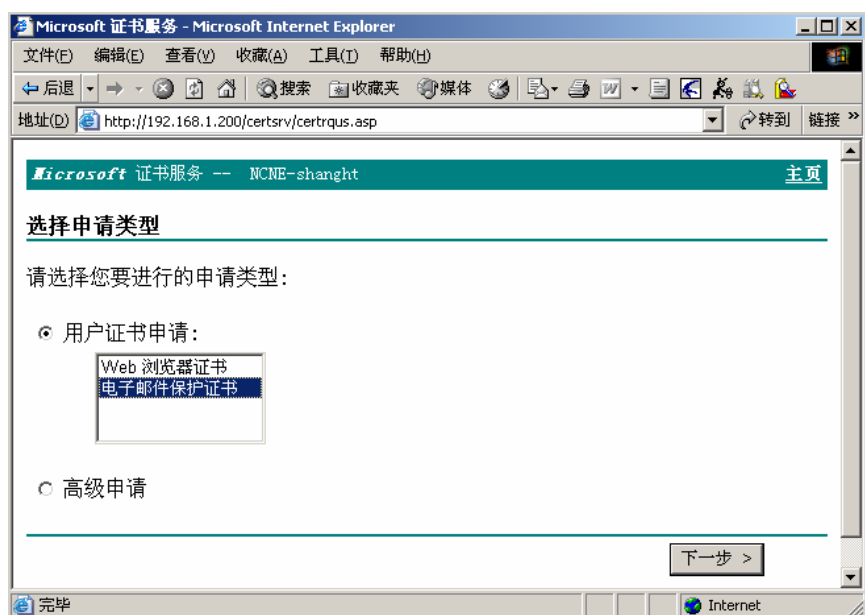 Microsoft 证书服务 - Microsoft Internet Explorer
文件(F) 编辑(E) 查看(V) 收藏(A) 工具(T) 帮助(H)
后退 搜索 收藏夹 媒体
地址(D) http://192.168.1.200/certsrv/certrqus.asp 转到 链接 »
Microsoft 证书服务 -- NCNE-shanght 主页
选择申请类型
请选择您要进行的申请类型:
用户证书申请:
Web 浏览器证书
电子邮件保护证书
高级申请
下一步 >
完毕 Internet